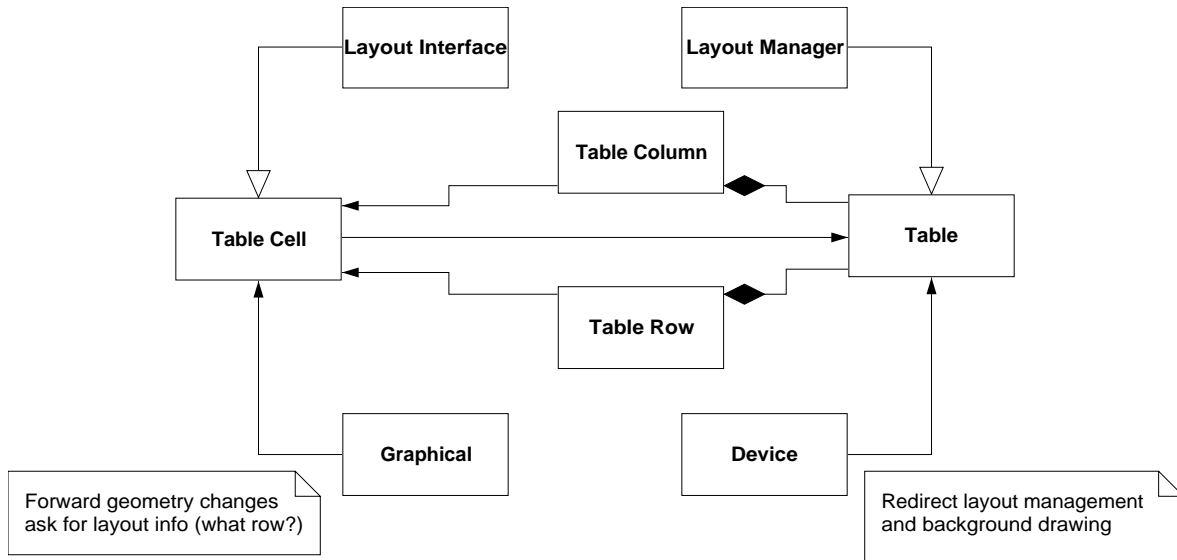 Layout Interface
Layout Manager
Table Column
Table Cell
Table
Table Row
Graphical
Device
Forward geometry changes
ask for layout info (what row?)
Redirect layout management
and background drawing